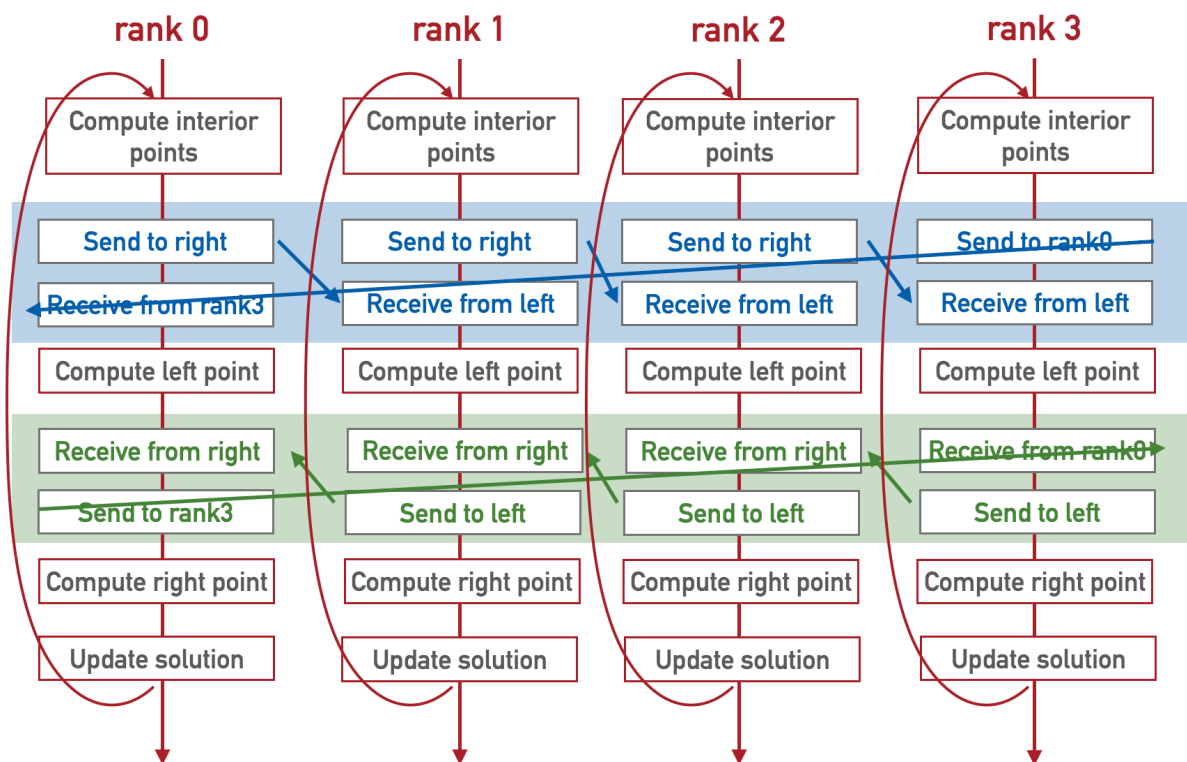 rank 0
rank 1
rank 2
rank 3
Compute interior
points
Compute interior
points
Compute interior
points
Compute interior
points
Send to right
Send to right
Send to right
Send to rank0
Receive from rank3
Receive from left
Receive from left
Receive from left
Compute left point
Compute left point
Compute left point
Compute left point
Receive from right
Receive from right
Receive from right
Receive from rank0
Send to rank3
Send to left
Send to left
Send to left
Compute right point
Compute right point
Compute right point
Compute right point
Update solution
Update solution
Update solution
Update solution